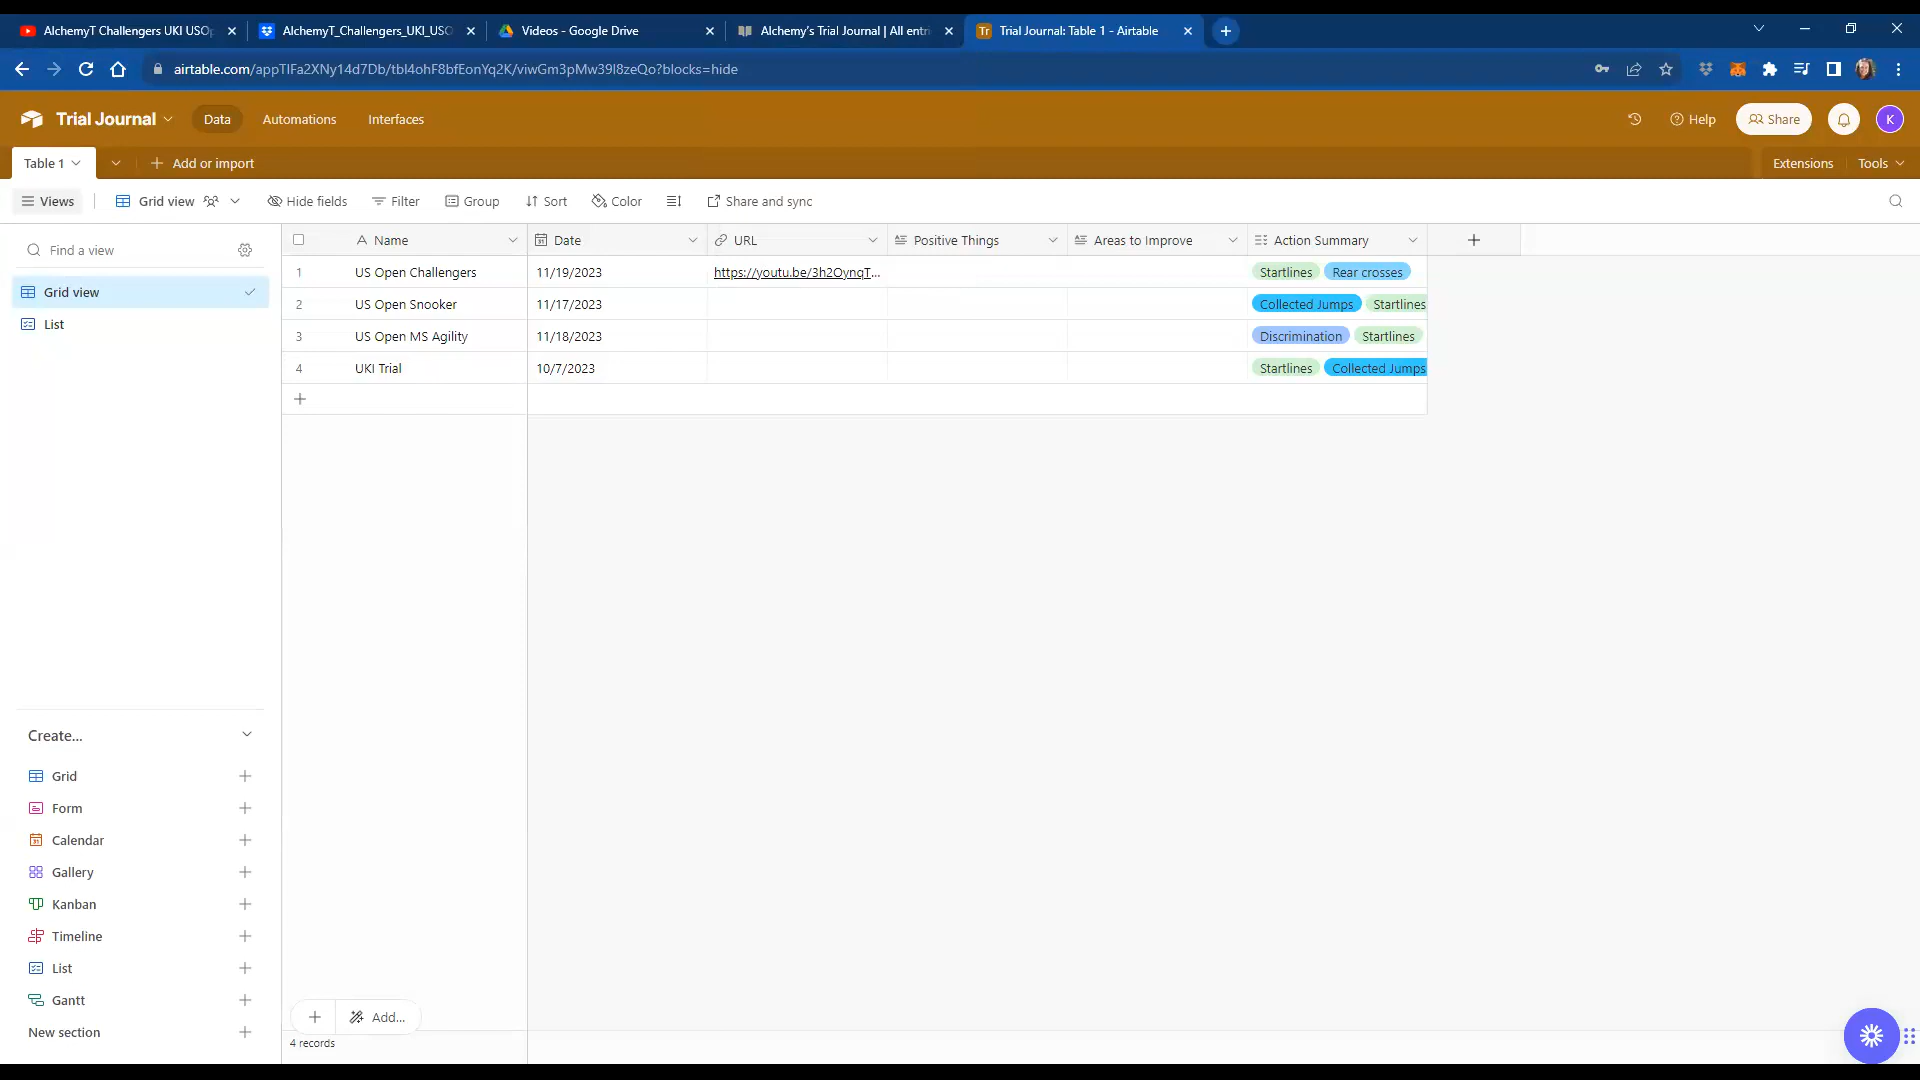 AlchemyT Challengers UKI USOp
AlchemyT_Challengers_UKI_USO
Videos - Google Drive
Alchemy's Trial Journal | All entri
Trial Journal: Table 1 - Airtable
airtable.com/appTlFa2XNy14d7Db/tbl4ohF8bfEonYq2K/viwGm3pMw39l8zeQo?blocks=hide
Trial Journal
Data
Automations
Interfaces
Help
Share
K
Table 1
Add or import
Extensions
Tools
Views
Grid view
Hide fields
Filter
Group
Sort
Color
Share and sync
Find a view
Grid view
List
Name Date URL Positive Things Areas to Improve Action Summary
1 US Open Challengers 11/19/2023 https://youtu.be/3h2OynqT... Startlines Rear crosses
2 US Open Snooker 11/17/2023 Collected Jumps Startlines
3 US Open MS Agility 11/18/2023 Discrimination Startlines
4 UKI Trial 10/7/2023 Startlines Collected Jumps
Create...
Grid
Form
Calendar
Gallery
Kanban
Timeline
List
Gantt
New section
Add...
4 records